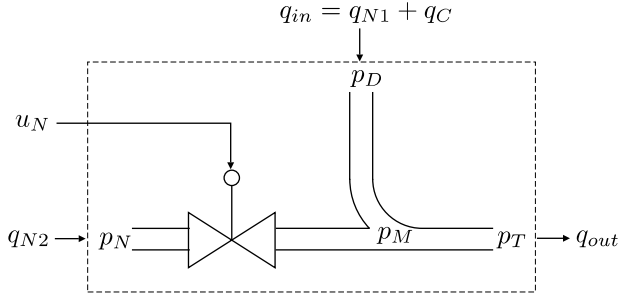 q_{in} = q_{N1} + q_C
p_D
u_N
q_{N2}
p_N
p_M
p_T
q_{out}